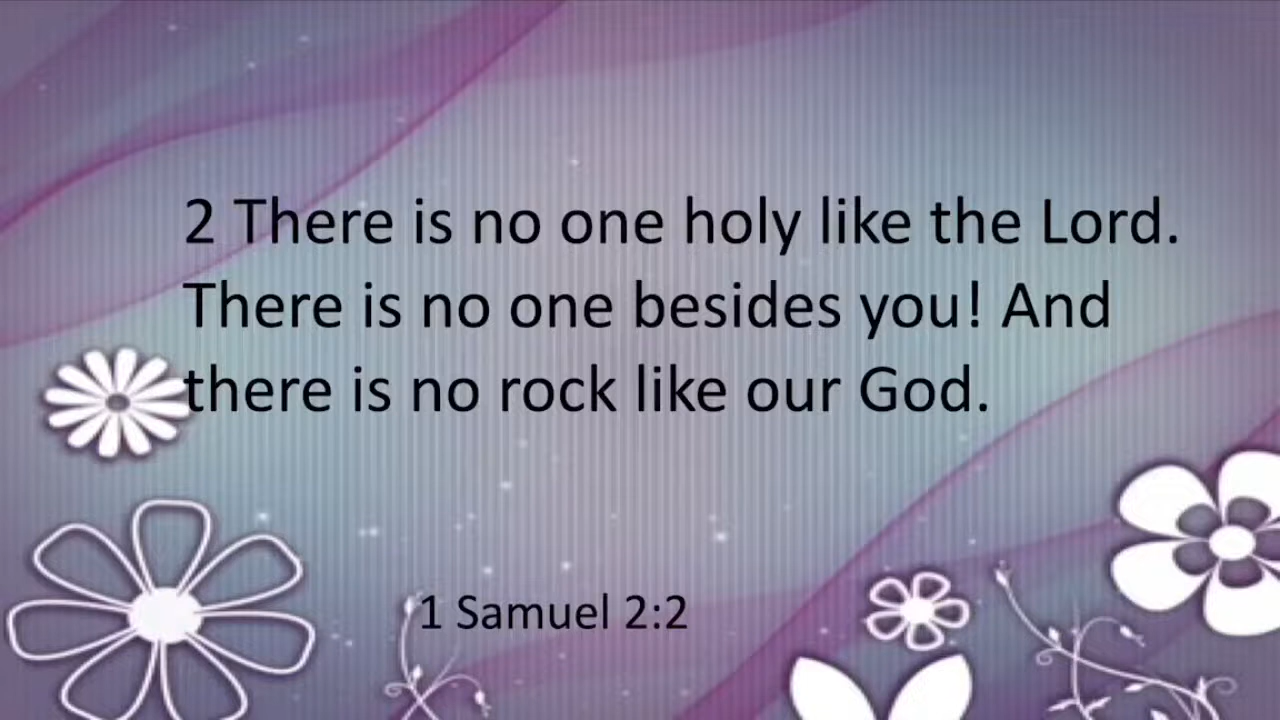 2 There is no one holy like the Lord.
There is no one besides you! And
there is no rock like our God.
1 Samuel 2:2